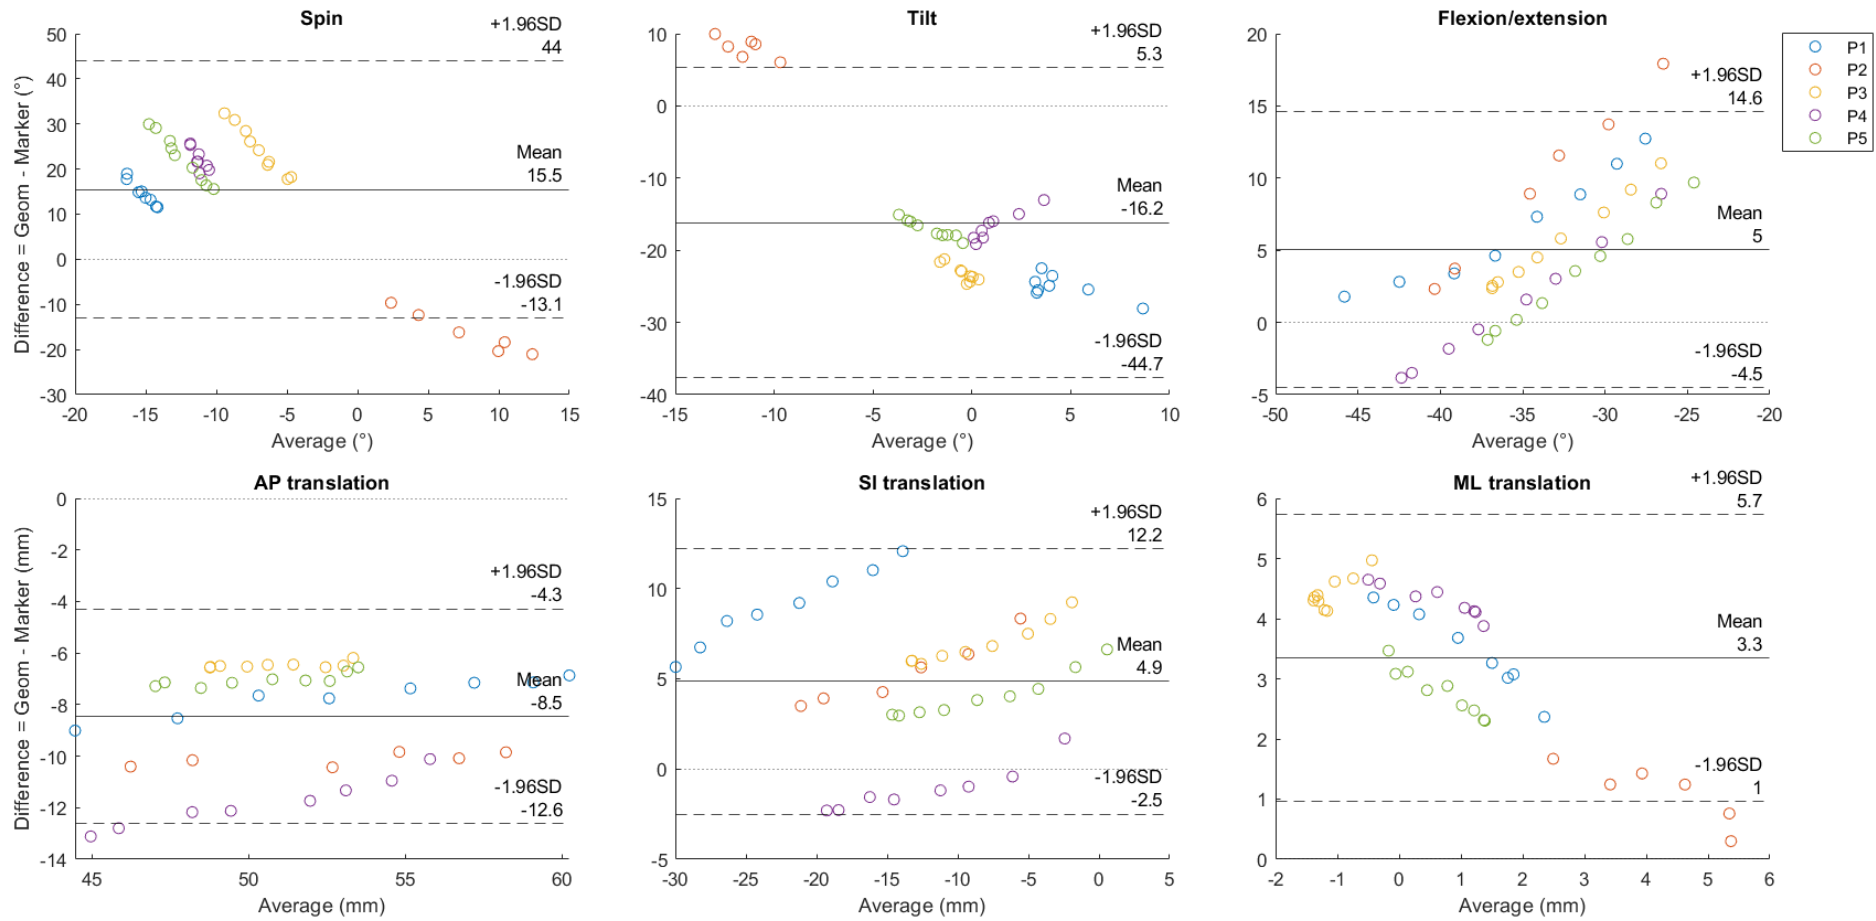 Spin
Difference = Geom - Marker (°)
50
40
30
20
10
0
-10
-20
-30
+1.96SD
44
Mean
15.5
-1.96SD
-13.1
-20
-15
-10
-5
0
5
10
15
Average (°)
Tilt
10
0
-10
-20
-30
-40
+1.96SD
5.3
Mean
-16.2
-1.96SD
-44.7
-15
-10
-5
0
5
10
Average (°)
Flexion/extension
20
15
10
5
0
-5
+1.96SD
14.6
Mean
5
-1.96SD
-4.5
-50
-45
-40
-35
-30
-25
-20
Average (°)
P1
P2
P3
P4
P5
AP translation
Difference = Geom - Marker (mm)
0
-2
-4
-6
-8
-10
-12
-14
+1.96SD
-4.3
Mean
-8.5
-1.96SD
-12.6
45
50
55
60
Average (mm)
SI translation
15
10
5
0
-5
+1.96SD
12.2
Mean
4.9
-1.96SD
-2.5
-30
-25
-20
-15
-10
-5
0
5
Average (mm)
ML translation
6
5
4
3
2
1
0
+1.96SD
5.7
Mean
3.3
-1.96SD
1
-2
-1
0
1
2
3
4
5
6
Average (mm)